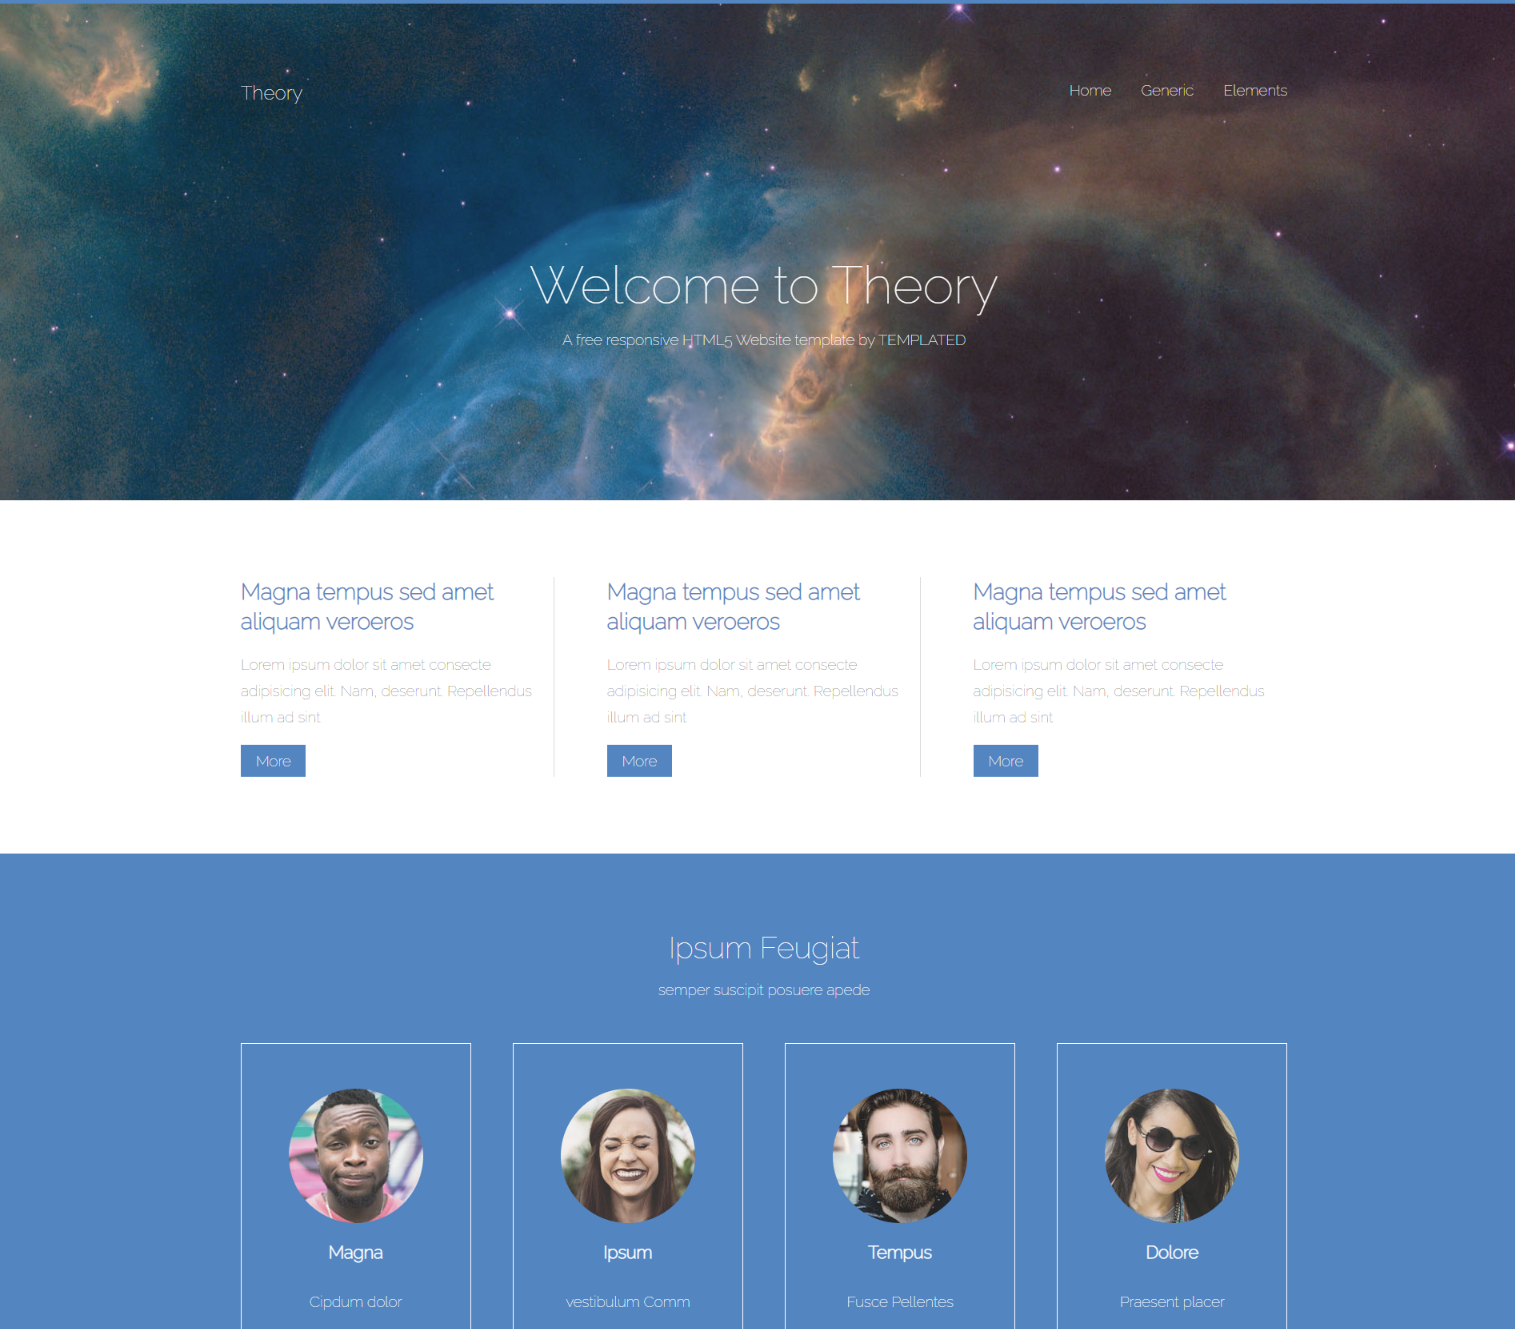 Theory
Home Generic Elements
Welcome to Theory
A free responsive HTML5 Website template by TEMPLATED
Magna tempus sed amet
aliquam veroeros
Lorem ipsum dolor sit amet consecte
adipisicing elit. Nam, deserunt. Repellendus
illum ad sint
More
Magna tempus sed amet
aliquam veroeros
Lorem ipsum dolor sit amet consecte
adipisicing elit. Nam, deserunt. Repellendus
illum ad sint
More
Magna tempus sed amet
aliquam veroeros
Lorem ipsum dolor sit amet consecte
adipisicing elit. Nam, deserunt. Repellendus
illum ad sint
More
Ipsum Feugiat
semper suscipit posuere apede
Magna
Cipdum dolor
Ipsum
vestibulum Comm
Tempus
Fusce Pellentes
Dolore
Praesent placer